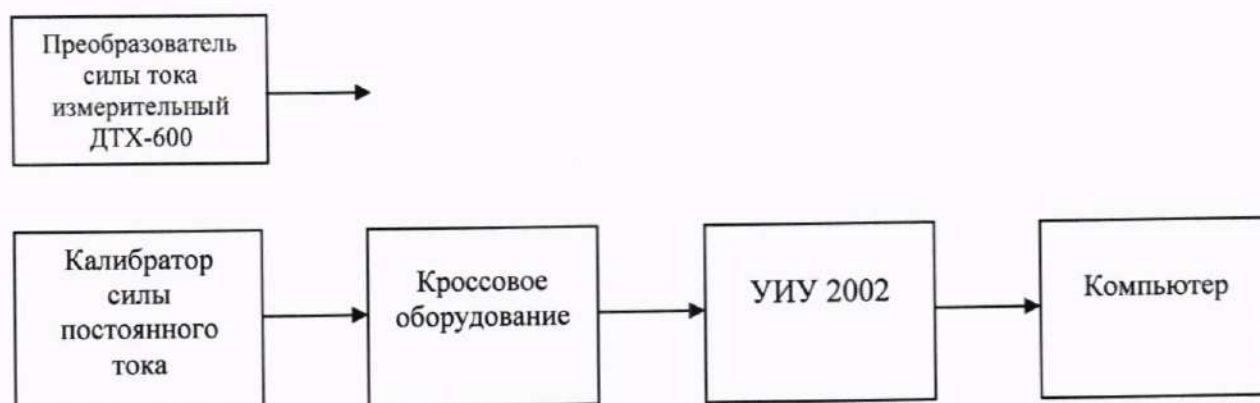 Преобразователь
силы тока
измерительный
ДТХ-600
Калибратор
силы
постоянного
тока
Кроссовое
оборудование
УИУ 2002
Компьютер